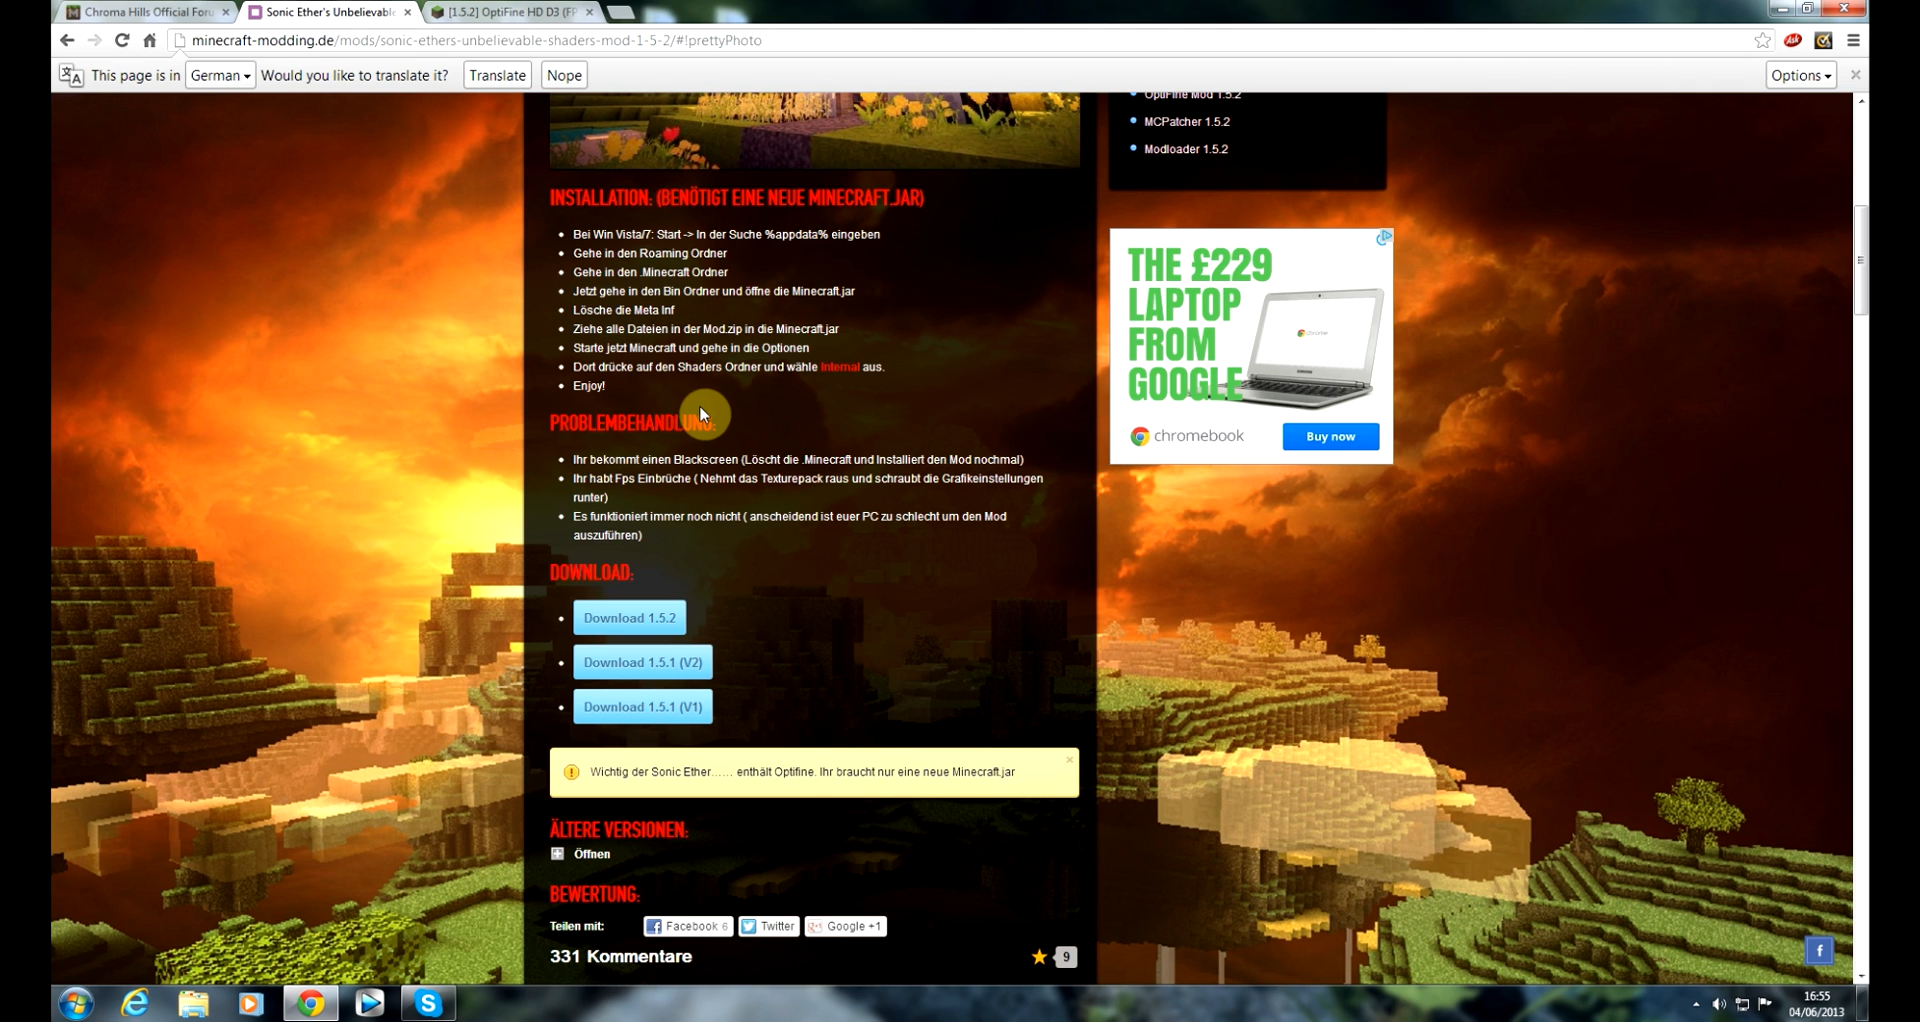 Chroma Hills Official Foru
Sonic Ether's Unbelievable
[1.5.2] OptiFine HD D3 (FP
minecraft-modding.de/mods/sonic-ethers-unbelievable-shaders-mod-1-5-2/#!prettyPhoto
Ask
This page is in German Would you like to translate it? Translate Nope Options
OptiFine Mod 1.5.2
MCPatcher 1.5.2
Modloader 1.5.2
INSTALLATION: (BENÖTIGT EINE NEUE MINECRAFT.JAR)
Bei Win Vista/7: Start -> In der Suche %appdata% eingeben
Gehe in den Roaming Ordner
Gehe in den .Minecraft Ordner
Jetzt gehe in den Bin Ordner und öffne die Minecraft.jar
Lösche die Meta Inf
Ziehe alle Dateien in der Mod.zip in die Minecraft.jar
Starte jetzt Minecraft und gehe in die Optionen
Dort drücke auf den Shaders Ordner und wähle Internal aus.
Enjoy!
THE £229
LAPTOP
FROM
GOOGLE
chrome
chromebook
Buy now
PROBLEMBEHANDLUNG:
Ihr bekommt einen Blackscreen (Löscht die .Minecraft und Installiert den Mod nochmal)
Ihr habt Fps Einbrüche ( Nehmt das Texturepack raus und schraubt die Grafikeinstellungen
runter)
Es funktioniert immer noch nicht ( anscheidend ist euer PC zu schlecht um den Mod
auszuführen)
DOWNLOAD:
Download 1.5.2
Download 1.5.1 (V2)
Download 1.5.1 (V1)
Wichtig der Sonic Ether...... enthält Optifine. Ihr braucht nur eine neue Minecraft.jar
ÄLTERE VERSIONEN:
Öffnen
BEWERTUNG:
Teilen mit: Facebook 6 Twitter Google +1
331 Kommentare
9
16:55
04/06/2013